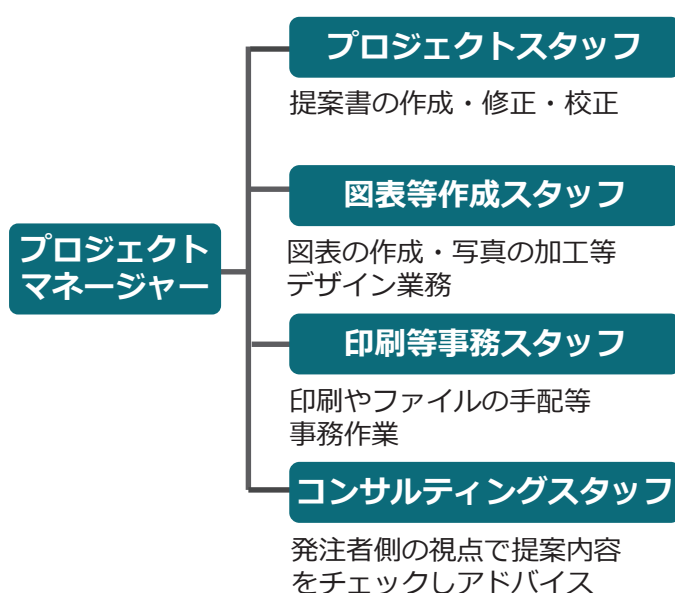 プロジェクトスタッフ
提案書の作成・修正・校正
図表等作成スタッフ
図表の作成・写真の加工等
デザイン業務
プロジェクト
マネージャー
印刷等事務スタッフ
印刷やファイルの手配等
事務作業
コンサルティングスタッフ
発注者側の視点で提案内容
をチェックしアドバイス